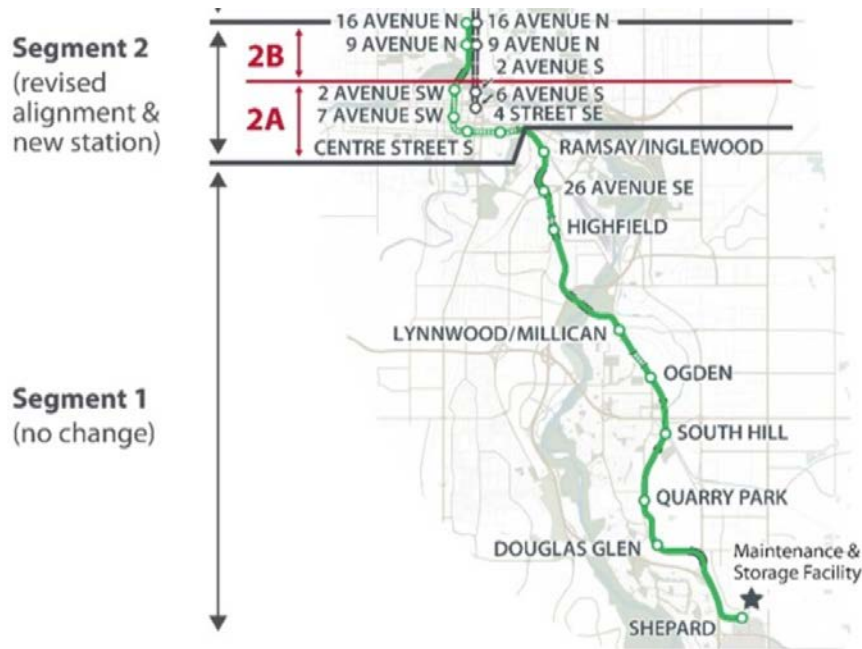 16 AVENUE N
16 AVENUE N
9 AVENUE N
9 AVENUE N
2 AVENUE S
2 AVENUE SW
6 AVENUE S
7 AVENUE SW
4 STREET SE
CENTRE STREET S
Segment 2
(revised
alignment &
new station)
2B
2A
RAMSAY/INGLEWOOD
26 AVENUE SE
HIGHFIELD
LYNNWOOD/MILLICAN
OGDEN
SOUTH HILL
QUARRY PARK
DOUGLAS GLEN
Segment 1
(no change)
Maintenance &
Storage Facility
SHEPARD